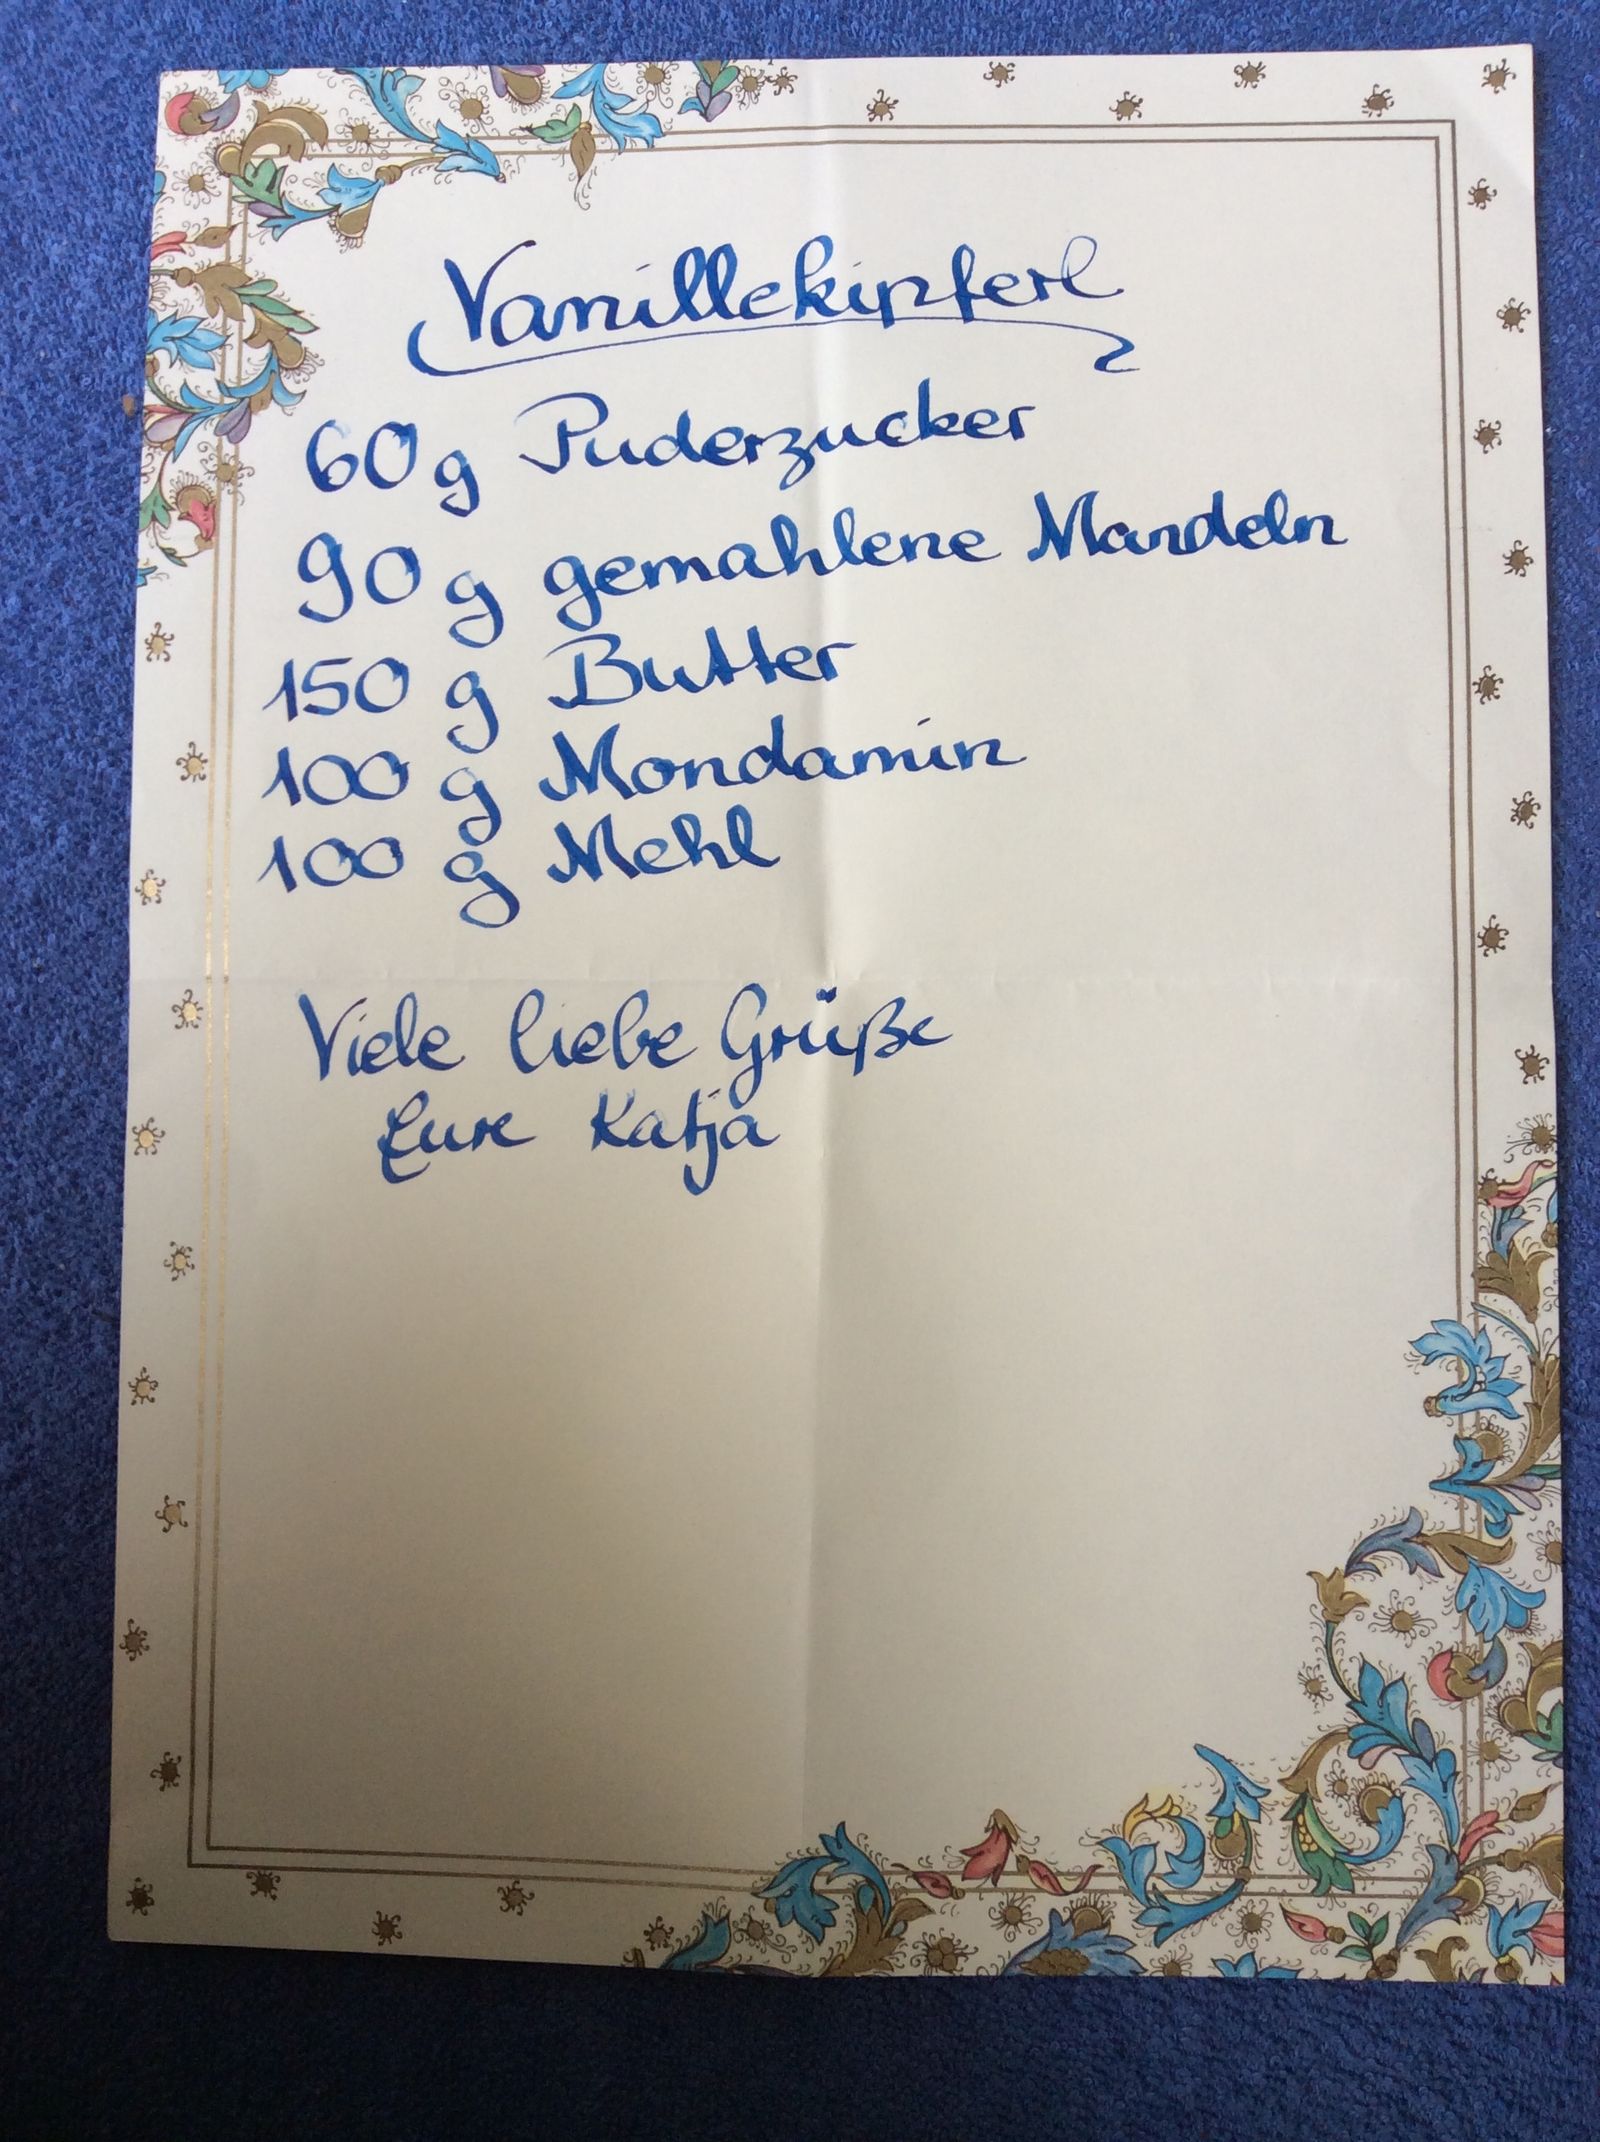 Vanillekipferl
60 g Puderzucker
90 g gemahlene Mandeln
150 g Butter
100 g Mondamin
100 g Mehl
Viele liebe Grüße
Eure Katja